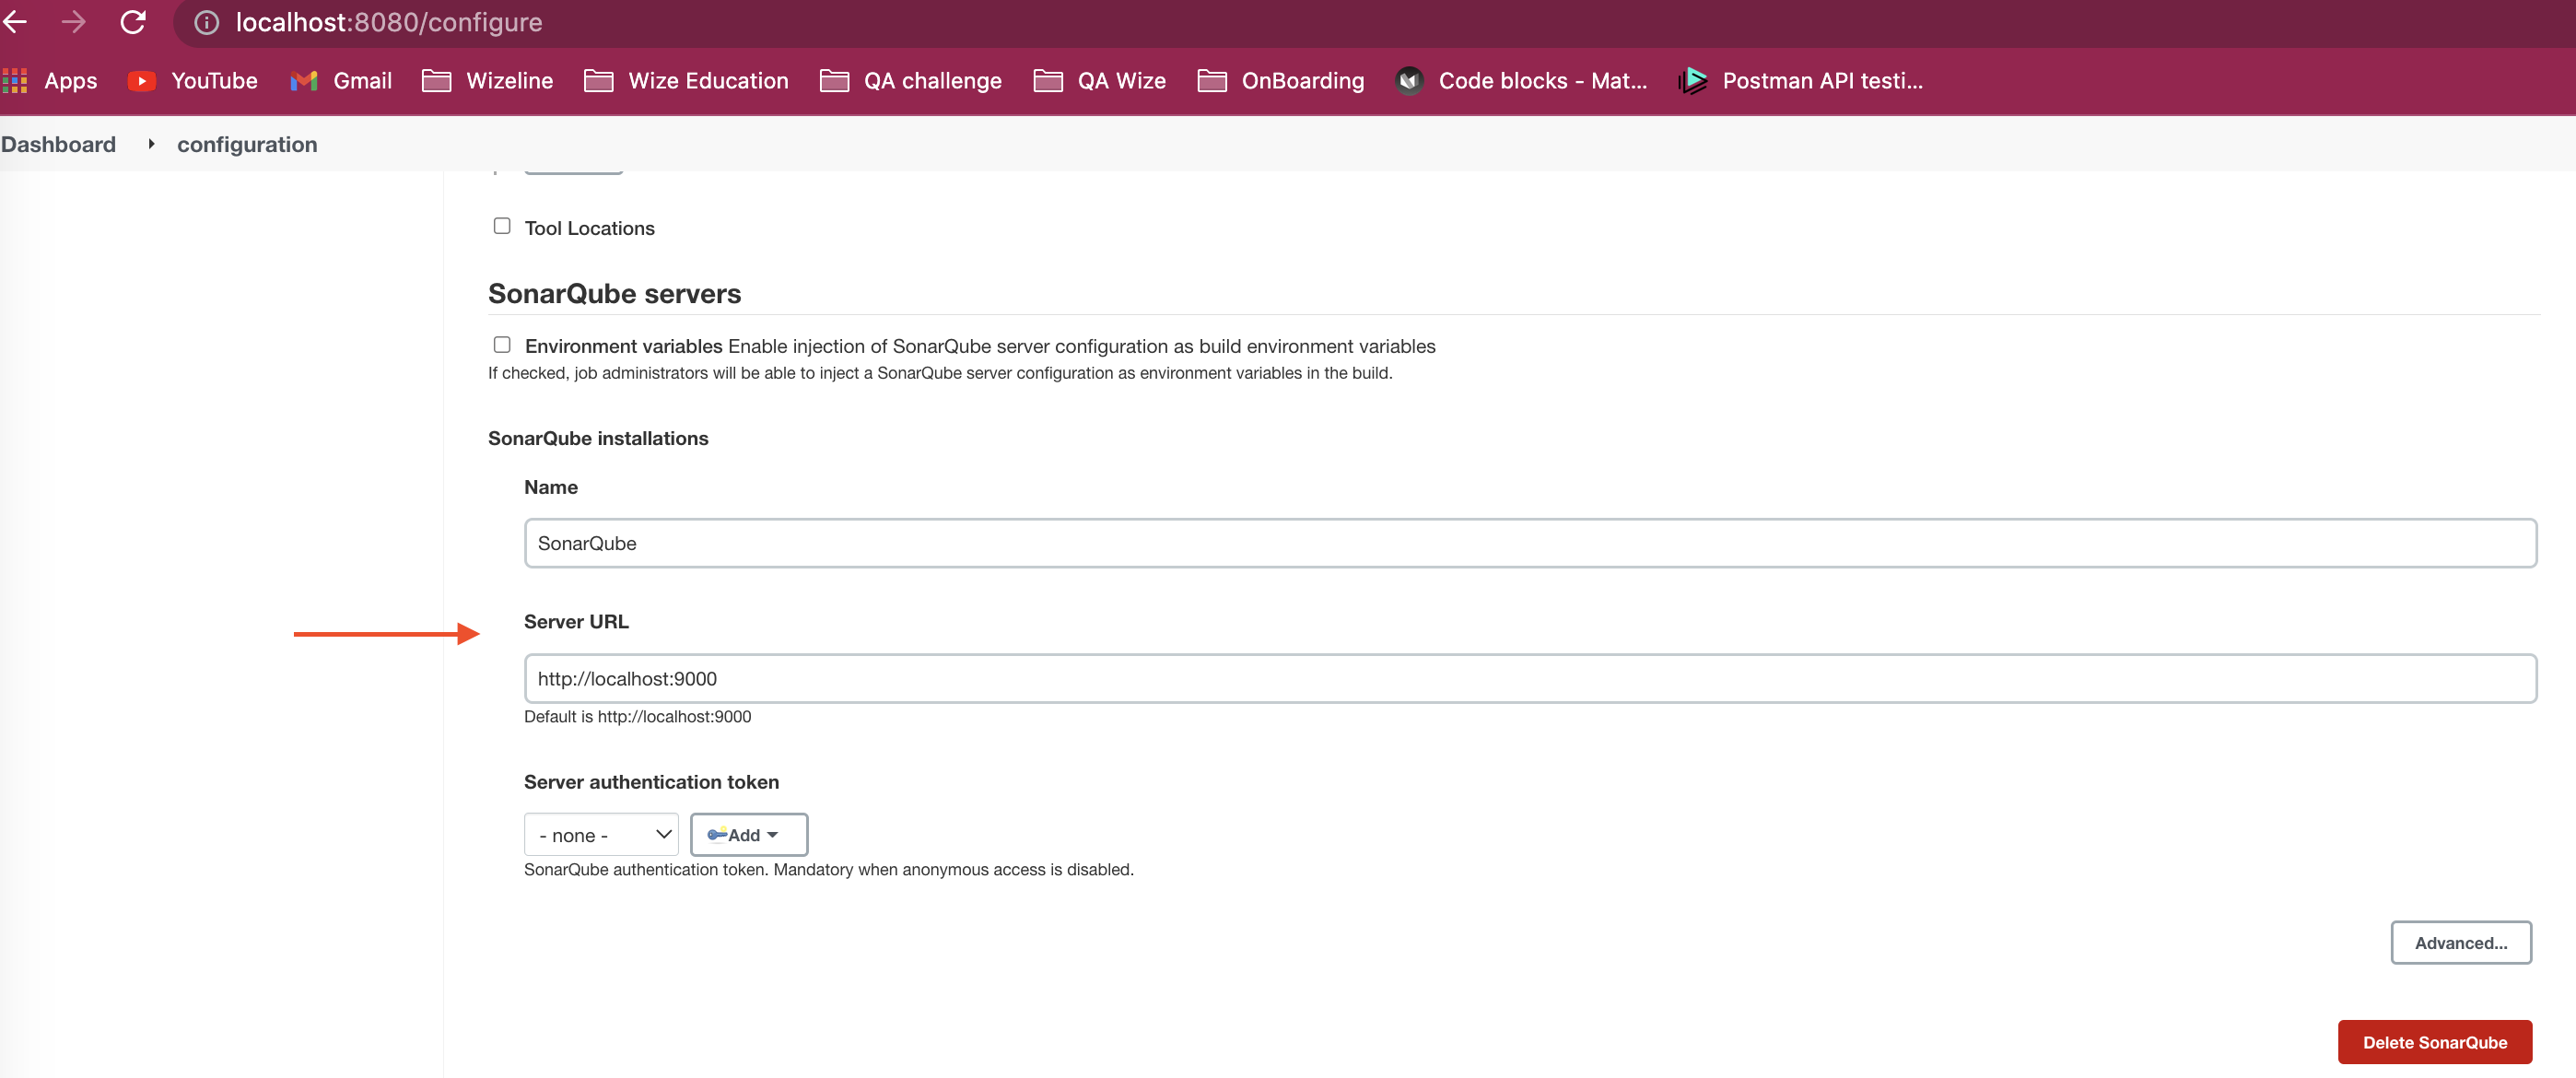 localhost:8080/configure
Apps YouTube Gmail Wizeline Wize Education QA challenge QA Wize OnBoarding Code blocks - Mat... Postman API testi...
Dashboard configuration
Tool Locations
SonarQube servers
Environment variables Enable injection of SonarQube server configuration as build environment variables
If checked, job administrators will be able to inject a SonarQube server configuration as environment variables in the build.
SonarQube installations
Name
SonarQube
Server URL
http://localhost:9000
Default is http://localhost:9000
Server authentication token
- none - Add
SonarQube authentication token. Mandatory when anonymous access is disabled.
Advanced...
Delete SonarQube